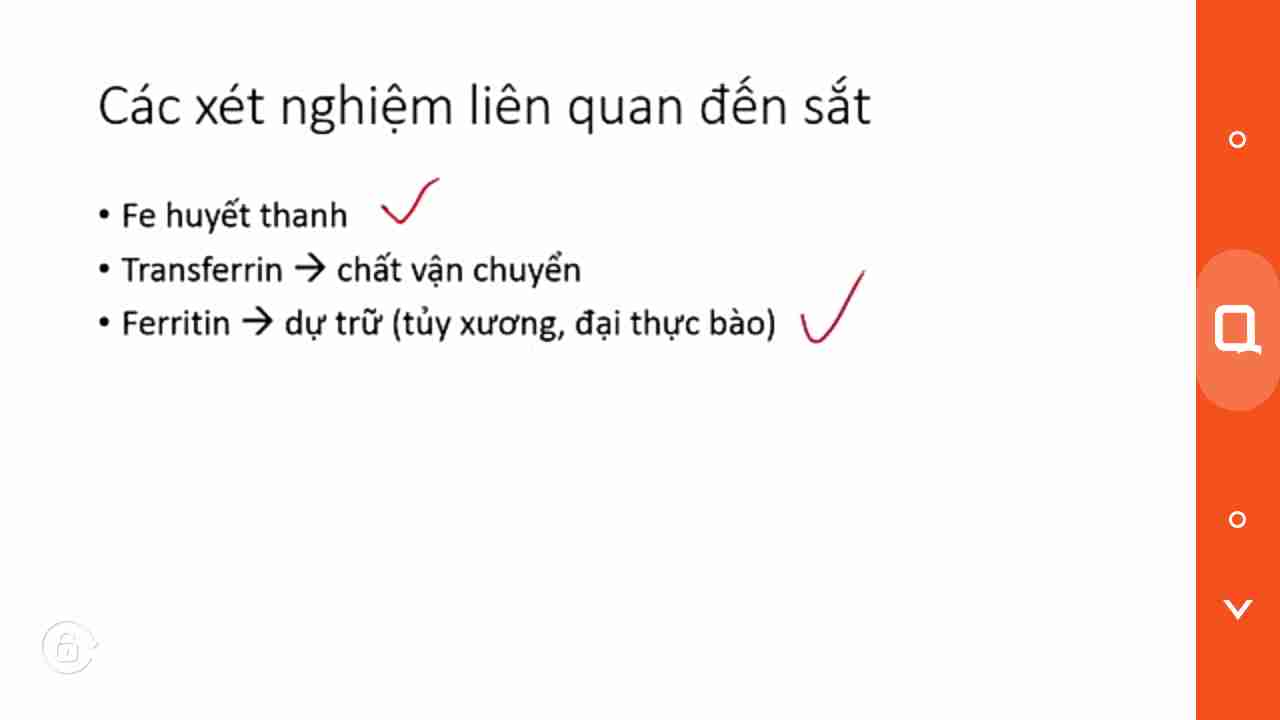 Các xét nghiệm liên quan đến sắt
• Fe huyết thanh
• Transferrin → chất vận chuyển
• Ferritin → dự trữ (tủy xương, đại thực bào)